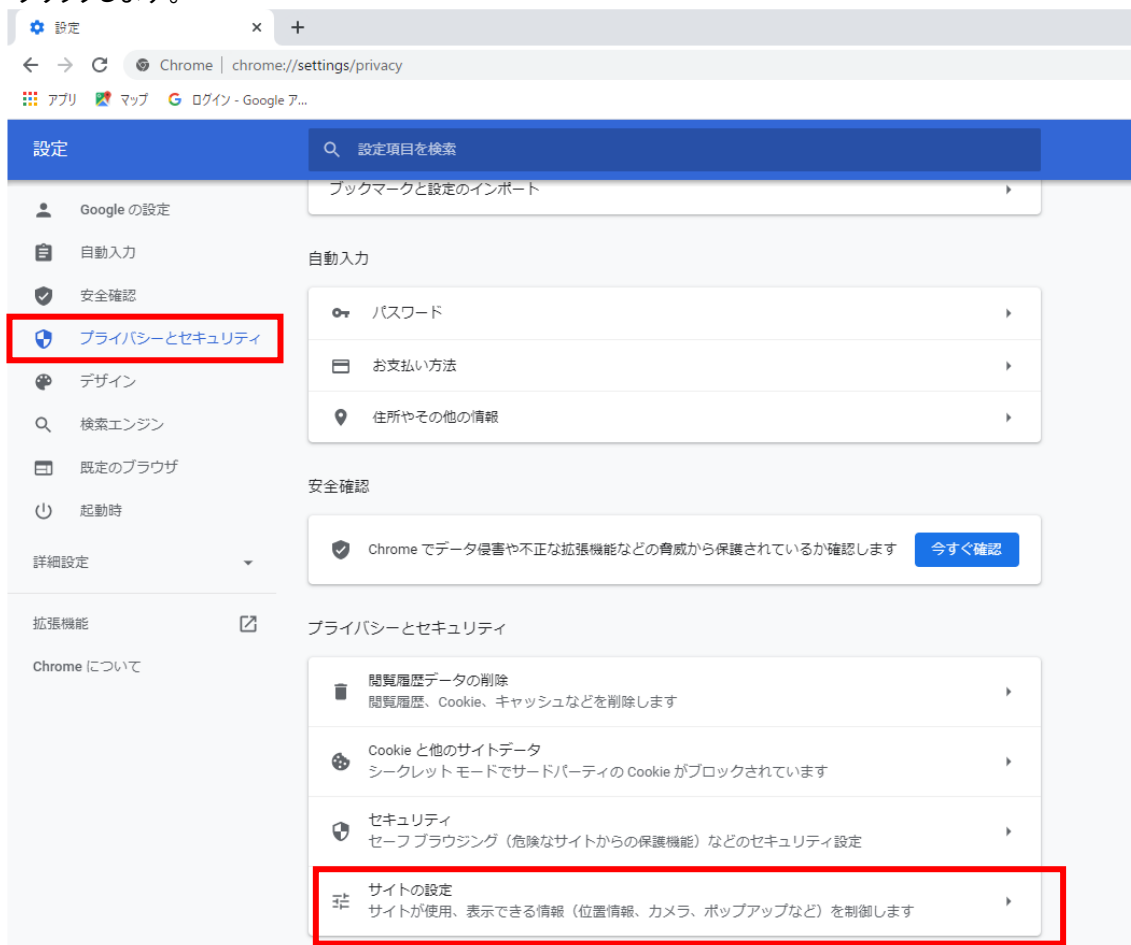 クリックします。
設定
Chrome | chrome://settings/privacy
アプリ マップ G ログイン - Google ア...
設定
設定項目を検索
Google の設定
自動入力
安全確認
プライバシーとセキュリティ
デザイン
検索エンジン
既定のブラウザ
起動時
詳細設定
拡張機能
Chrome について
ブックマークと設定のインポート
自動入力
パスワード
お支払い方法
住所やその他の情報
安全確認
Chrome でデータ侵害や不正な拡張機能などの脅威から保護されているか確認します 今すぐ確認
プライバシーとセキュリティ
閲覧履歴データの削除
閲覧履歴、Cookie、キャッシュなどを削除します
Cookie と他のサイトデータ
シークレット モードでサードパーティの Cookie がブロックされています
セキュリティ
セーフ ブラウジング(危険なサイトからの保護機能)などのセキュリティ設定
サイトの設定
サイトが使用、表示できる情報(位置情報、カメラ、ポップアップなど)を制御します